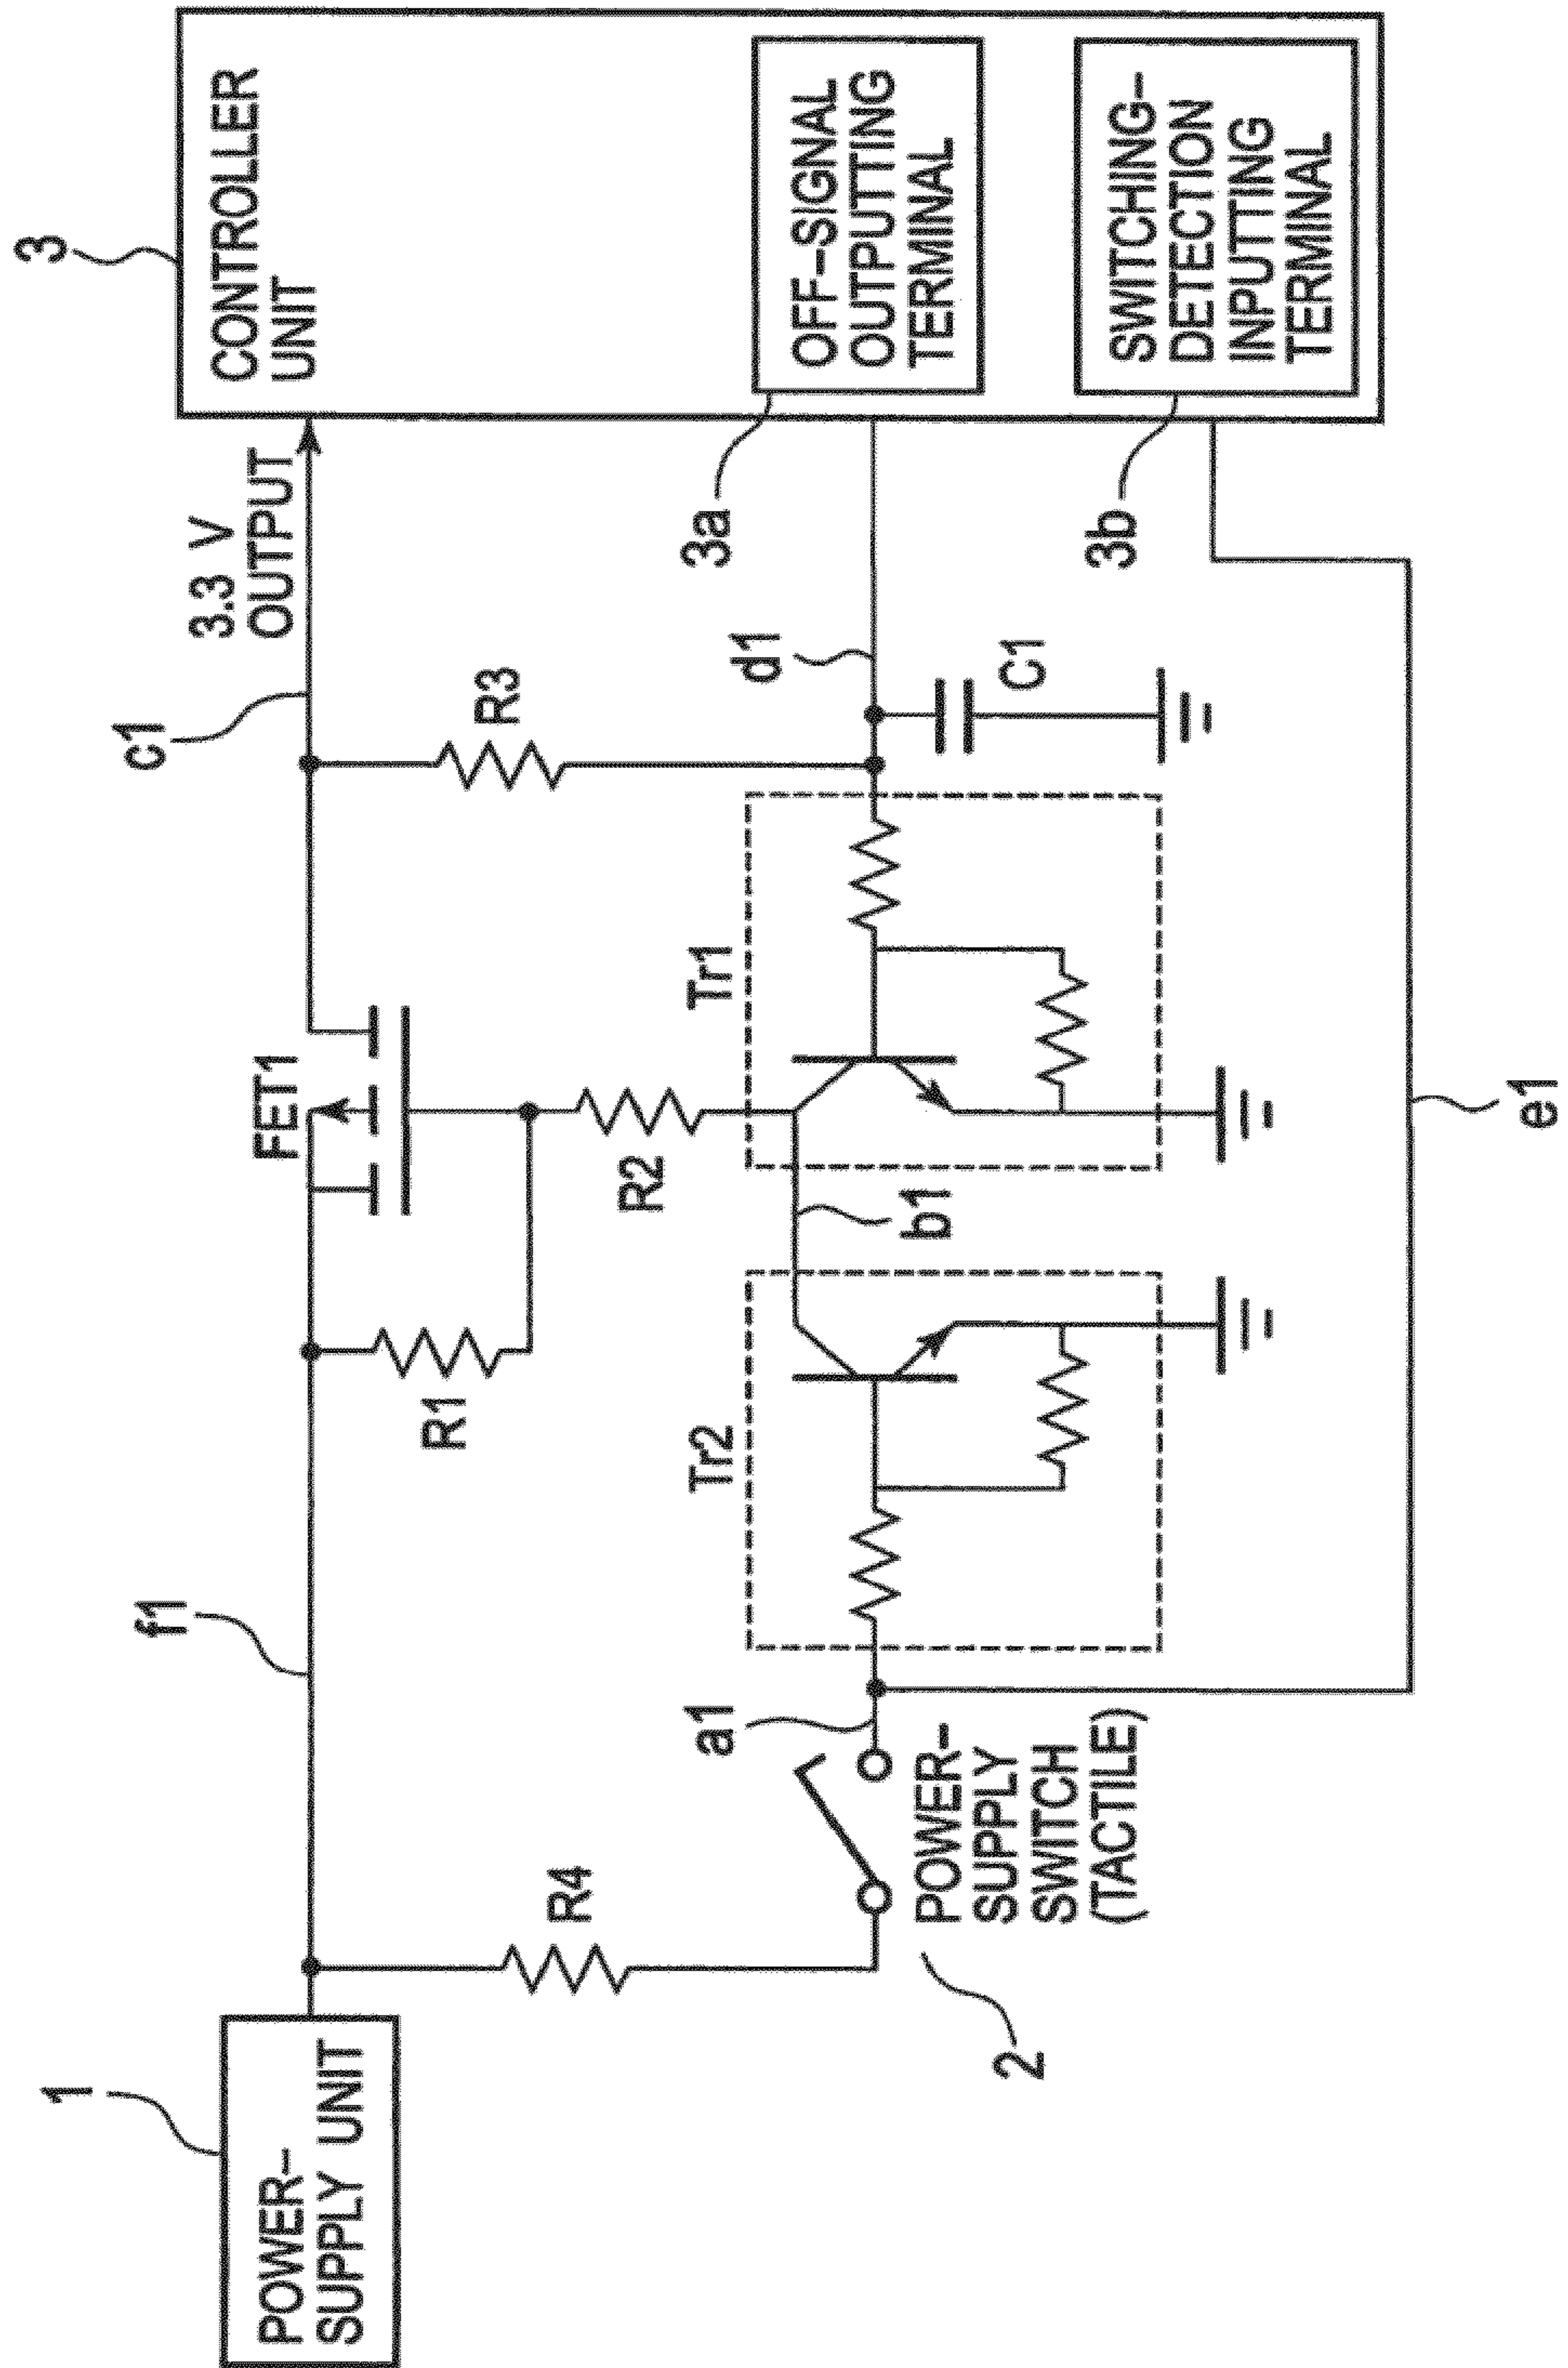 1
POWER–
SUPPLY UNIT
f1
R4
R1
FET1
R2
c1
R3
3.3 V
OUTPUT
3
CONTROLLER
UNIT
2
POWER–
SUPPLY
SWITCH
(TACTILE)
a1
Tr2
b1
Tr1
d1
C1
3a
OFF–SIGNAL
OUTPUTTING
TERMINAL
3b
SWITCHING–
DETECTION
INPUTTING
TERMINAL
e1